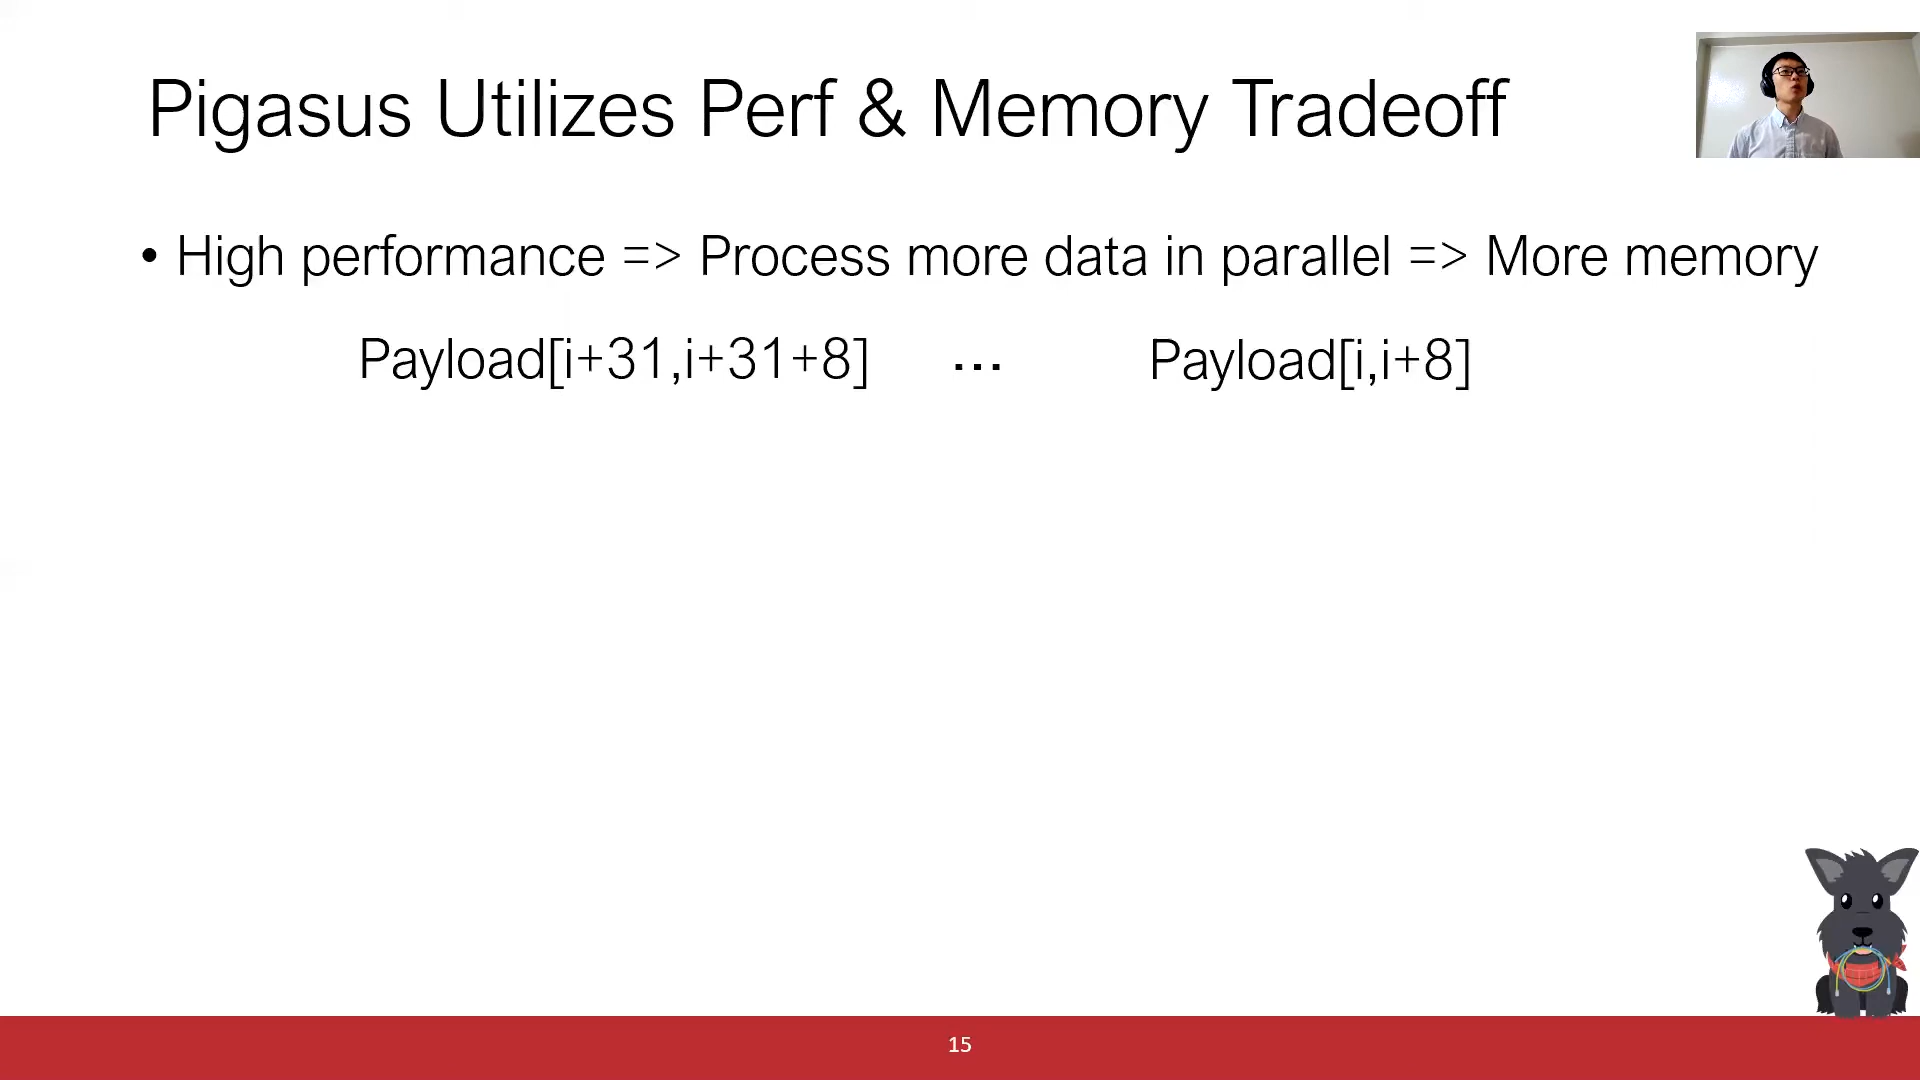 Pigasus Utilizes Perf & Memory Tradeoff
• High performance => Process more data in parallel => More memory
Payload[i+31,i+31+8] ... Payload[i,i+8]
15